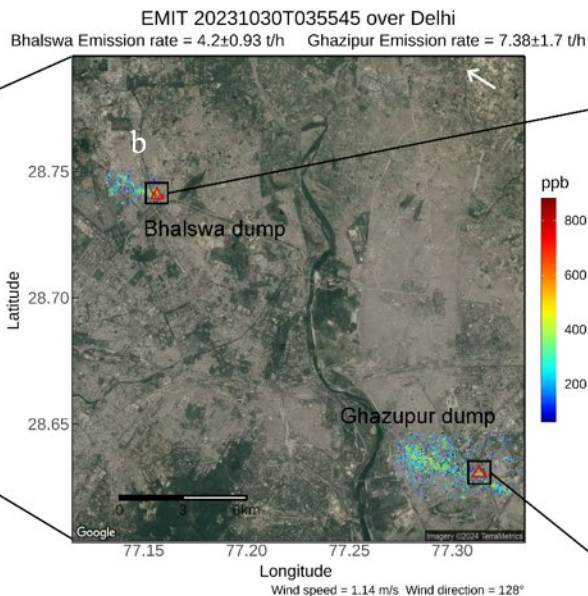 EMIT 20231030T035545 over Delhi
Bhalswa Emission rate = 4.2±0.93 t/h    Ghazipur Emission rate = 7.38±1.7 t/h
b
28.75
Bhalswa dump
28.70
Latitude
Ghazupur dump
28.65
ppb
800
600
400
200
0 3 6km
Google
Imagery ©2024 TerraMetrics
77.15 77.20 77.25 77.30
Longitude
Wind speed = 1.14 m/s Wind direction = 128°